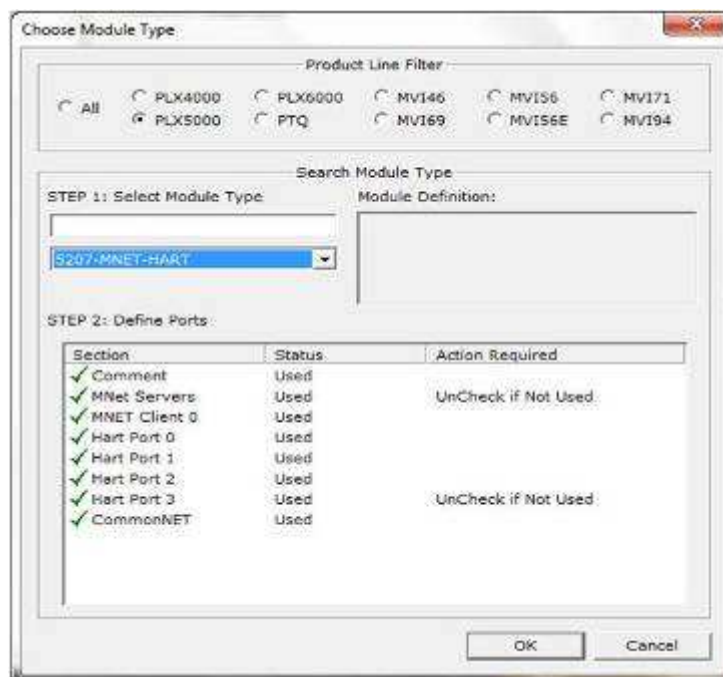 Choose Module Type
Product Line Filter
All
PLX4000 PLX6000 MVI46 MVI56 MVI71
PLX5000 PTQ MVI69 MVI56E MVI94
Search Module Type
STEP 1: Select Module Type Module Definition:
5207-MNET-HART
STEP 2: Define Ports
Section Status Action Required
Comment Used
MNet Servers Used UnCheck if Not Used
MNET Client 0 Used
Hart Port 0 Used
Hart Port 1 Used
Hart Port 2 Used
Hart Port 3 Used UnCheck if Not Used
CommonNET Used
OK Cancel